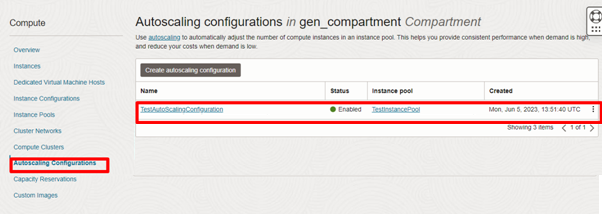 Compute
Overview
Instances
Dedicated Virtual Machine Hosts
Instance Configurations
Instance Pools
Cluster Networks
Compute Clusters
Autoscaling Configurations
Capacity Reservations
Custom Images
Autoscaling configurations in gen_compartment Compartment
Use autoscaling to automatically adjust the number of compute instances in an instance pool. This helps you provide consistent performance when demand is high,
and reduce your costs when demand is low.
Create autoscaling configuration
Name Status Instance pool Created
TestAutoScalingConfiguration Enabled TestInstancePool Mon, Jun 5, 2023, 13:51:40 UTC
Showing 3 items < 1 of 1 >